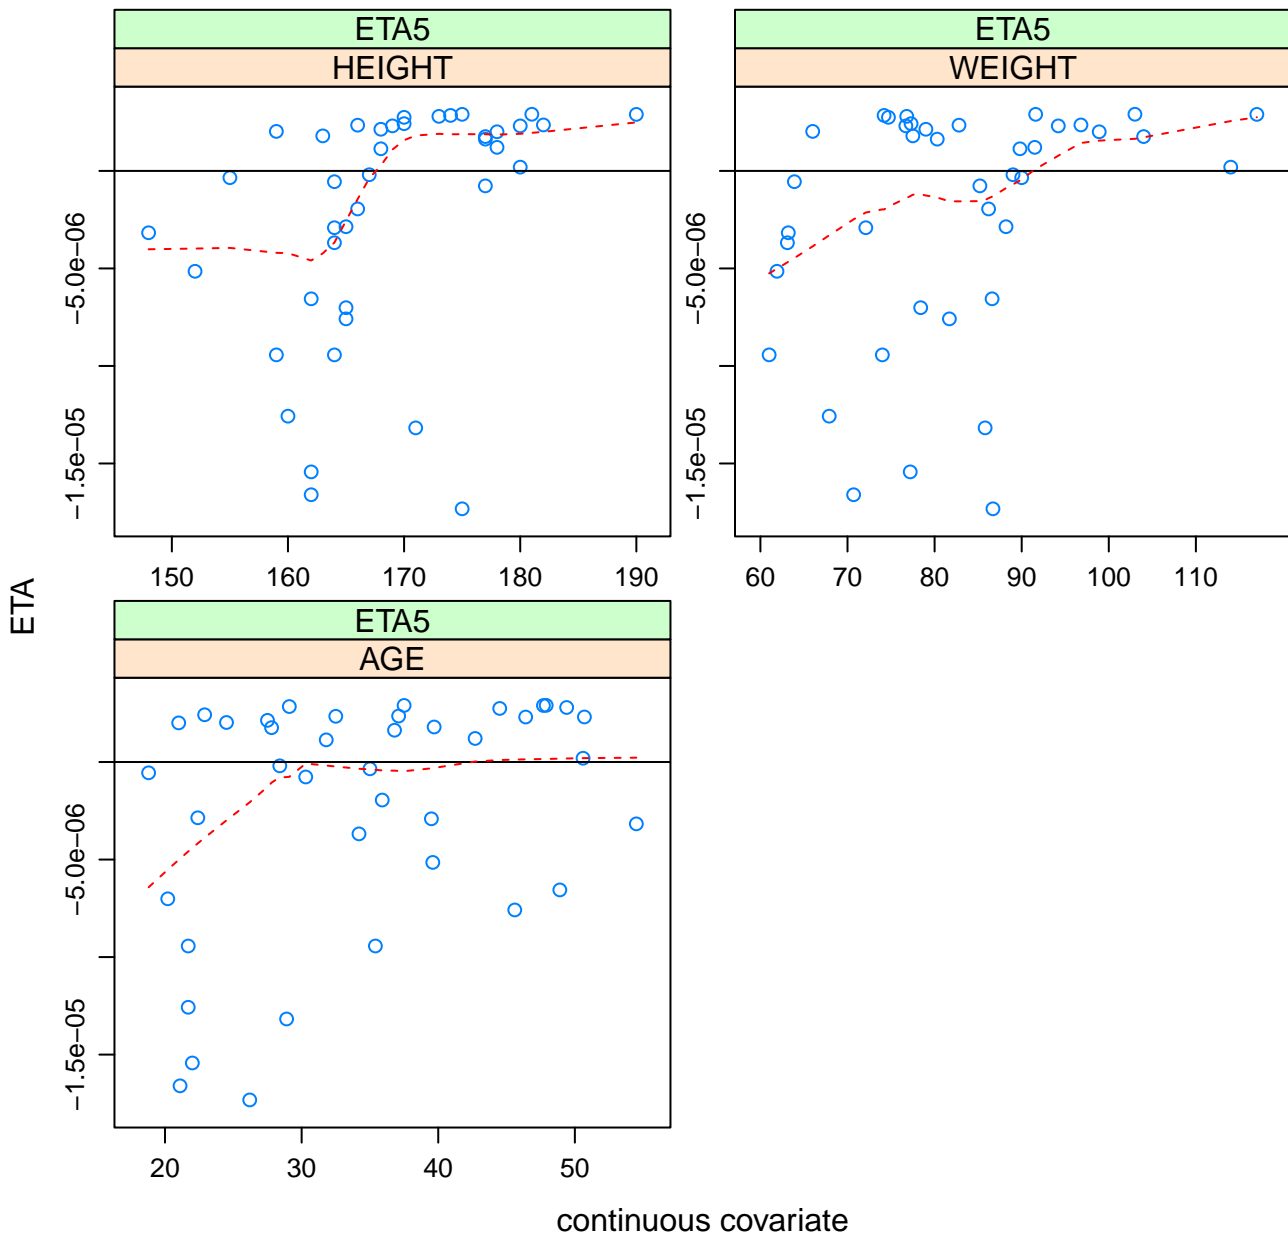 ETA5 ETA5
HEIGHT WEIGHT
−5.0e−06
−1.5e−05
−5.0e−06
−1.5e−05
150 160 170 180 190
60 70 80 90 100 110
ETA
ETA5
AGE
−5.0e−06
−1.5e−05
20 30 40 50
continuous covariate